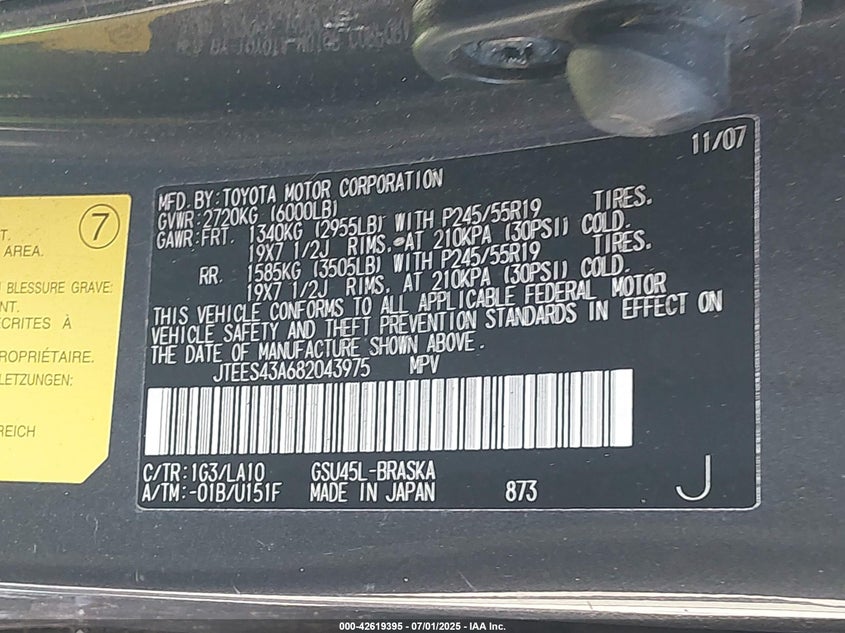 11/07
MFD. BY: TOYOTA MOTOR CORPORATION
GVWR: 2720KG (6000LB)
GAWR: FRT. 1340KG (2955LB) WITH P245/55R19 TIRES.
19X7 1/2J RIMS. AT 210KPA (30PSI) COLD.
RR. 1585KG (3505LB) WITH P245/55R19 TIRES.
19X7 1/2J RIMS. AT 210KPA (30PSI) COLD.
THIS VEHICLE CONFORMS TO ALL APPLICABLE FEDERAL MOTOR
VEHICLE SAFETY AND THEFT PREVENTION STANDARDS IN EFFECT ON
THE DATE OF MANUFACTURE SHOWN ABOVE.
JTEES43A682043975 MPV
C/TR: 1G3/LA10 GSU45L-BRASKA
A/TM: -01B/U151F MADE IN JAPAN 873 J
7
T.
AREA.
BLESSURE GRAVE:
NT.
ÉCRITES À
PROPRIÉTAIRE.
LETZUNGEN:
REICH
000-42619395 - 07/01/2025 - IAA Inc.